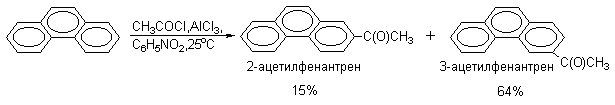 CH₃COCl, AlCl₃,
C₆H₅NO₂, 25°C
C(O)CH₃
+
C(O)CH₃
2-ацетилфенантрен 3-ацетилфенантрен
15% 64%